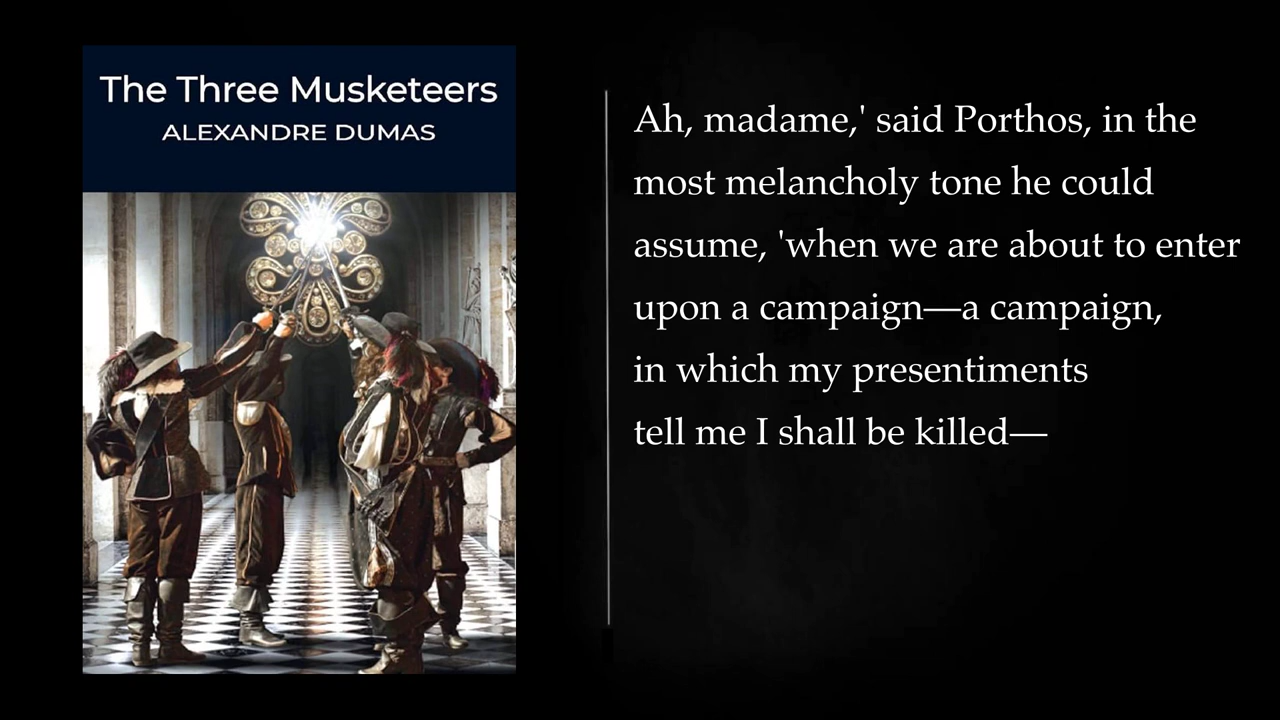 The Three Musketeers
ALEXANDRE DUMAS
Ah, madame,' said Porthos, in the
most melancholy tone he could
assume, 'when we are about to enter
upon a campaign—a campaign,
in which my presentiments
tell me I shall be killed—